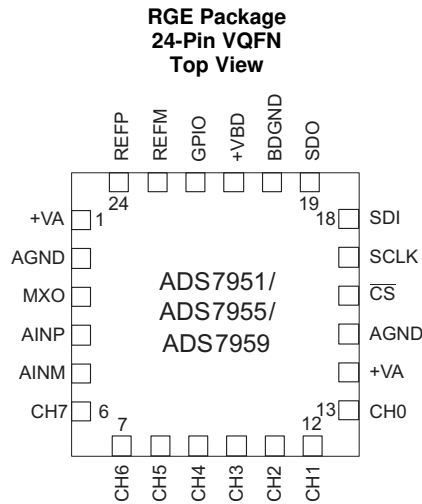 RGE Package
24-Pin VQFN
Top View
REFP
REFM
GPIO
+VBD
BDGND
SDO
24
19
+VA 1
18 SDI
AGND
SCLK
MXO
CS
AINP
AGND
AINM
+VA
CH7 6
13 CH0
7
12
ADS7951/
ADS7955/
ADS7959
CH6
CH5
CH4
CH3
CH2
CH1